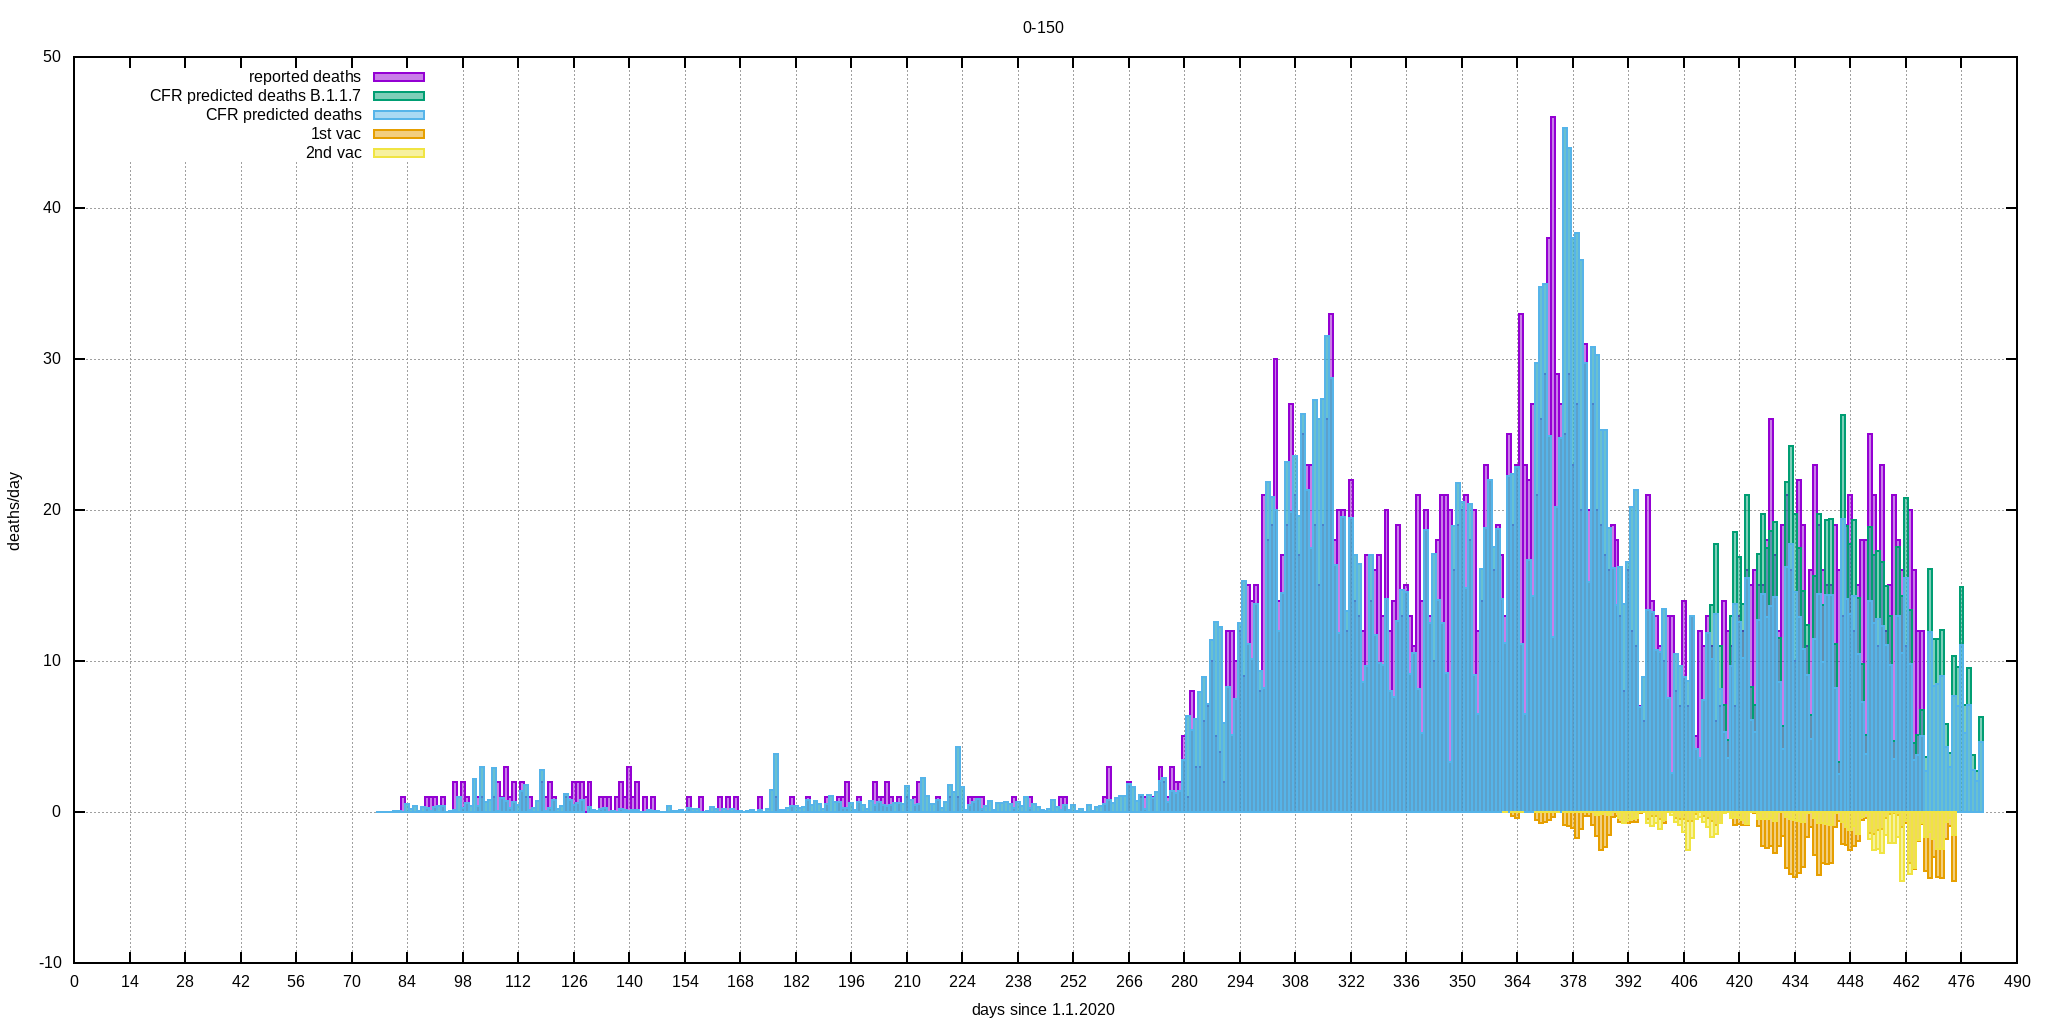 0-150
reported deaths
CFR predicted deaths B.1.1.7
CFR predicted deaths
1st vac
2nd vac
50
40
30
20
10
0
-10
deaths/day
0 14 28 42 56 70 84 98 112 126 140 154 168 182 196 210 224 238 252 266 280 294 308 322 336 350 364 378 392 406 420 434 448 462 476 490
days since 1.1.2020